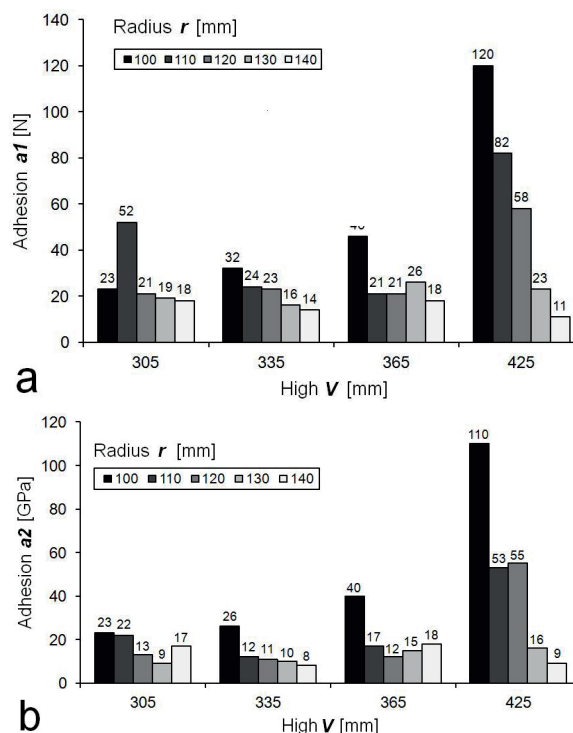 140
Radius r [mm]
100 110 120 130 140
120
120
100
82
80
58
60
52
40
32
23 21 19 18
24 23
16 14
21 21 26 18
23
11
20
0
Adhesion a1 [N]
305 335 365 425
High V [mm]
a
120
110
Radius r [mm]
100 110 120 130 140
100
80
60
53 55
40
40
23 22 13 9 17
26 12 11 10 8
17 12 15 18
16 9
20
0
Adhesion a2 [GPa]
305 335 365 425
High V [mm]
b